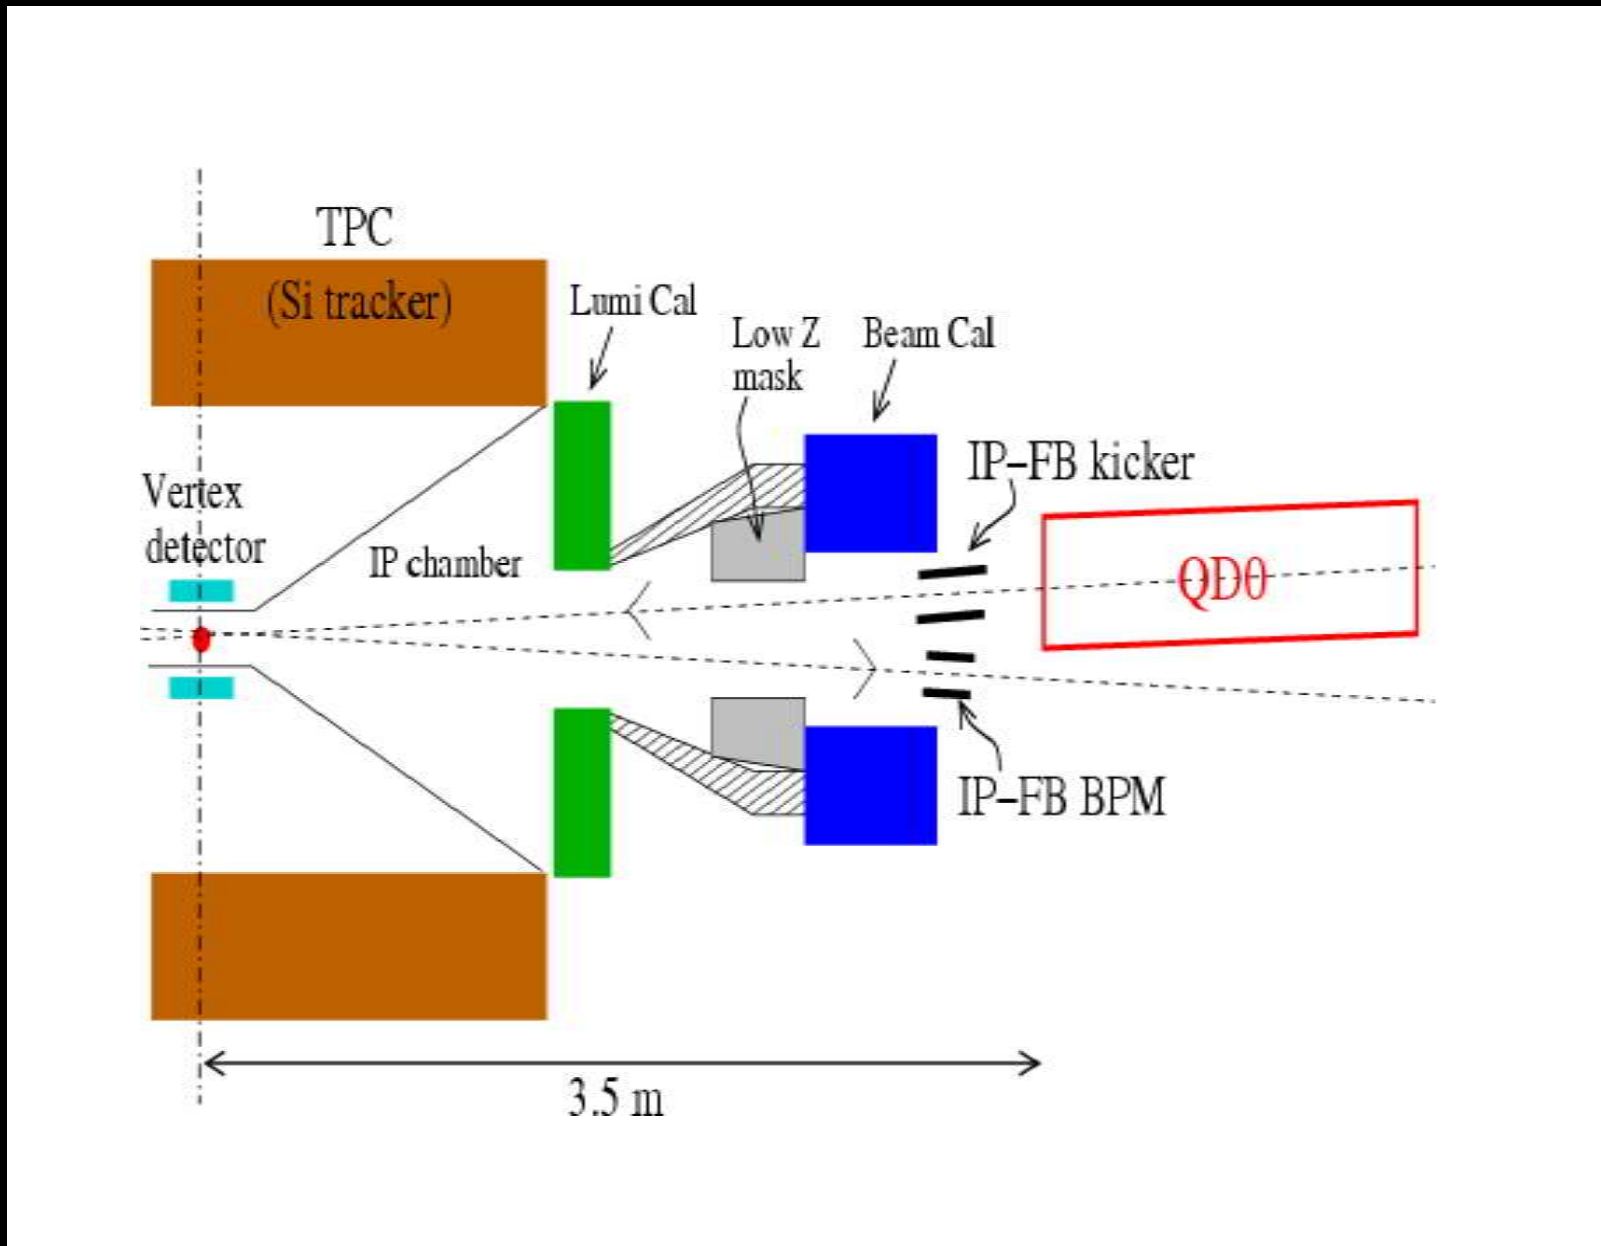 TPC
(Si tracker)
Lumi Cal
Low Z
mask
Beam Cal
IP–FB kicker
Vertex
detector
IP chamber
QD0
IP–FB BPM
3.5 m